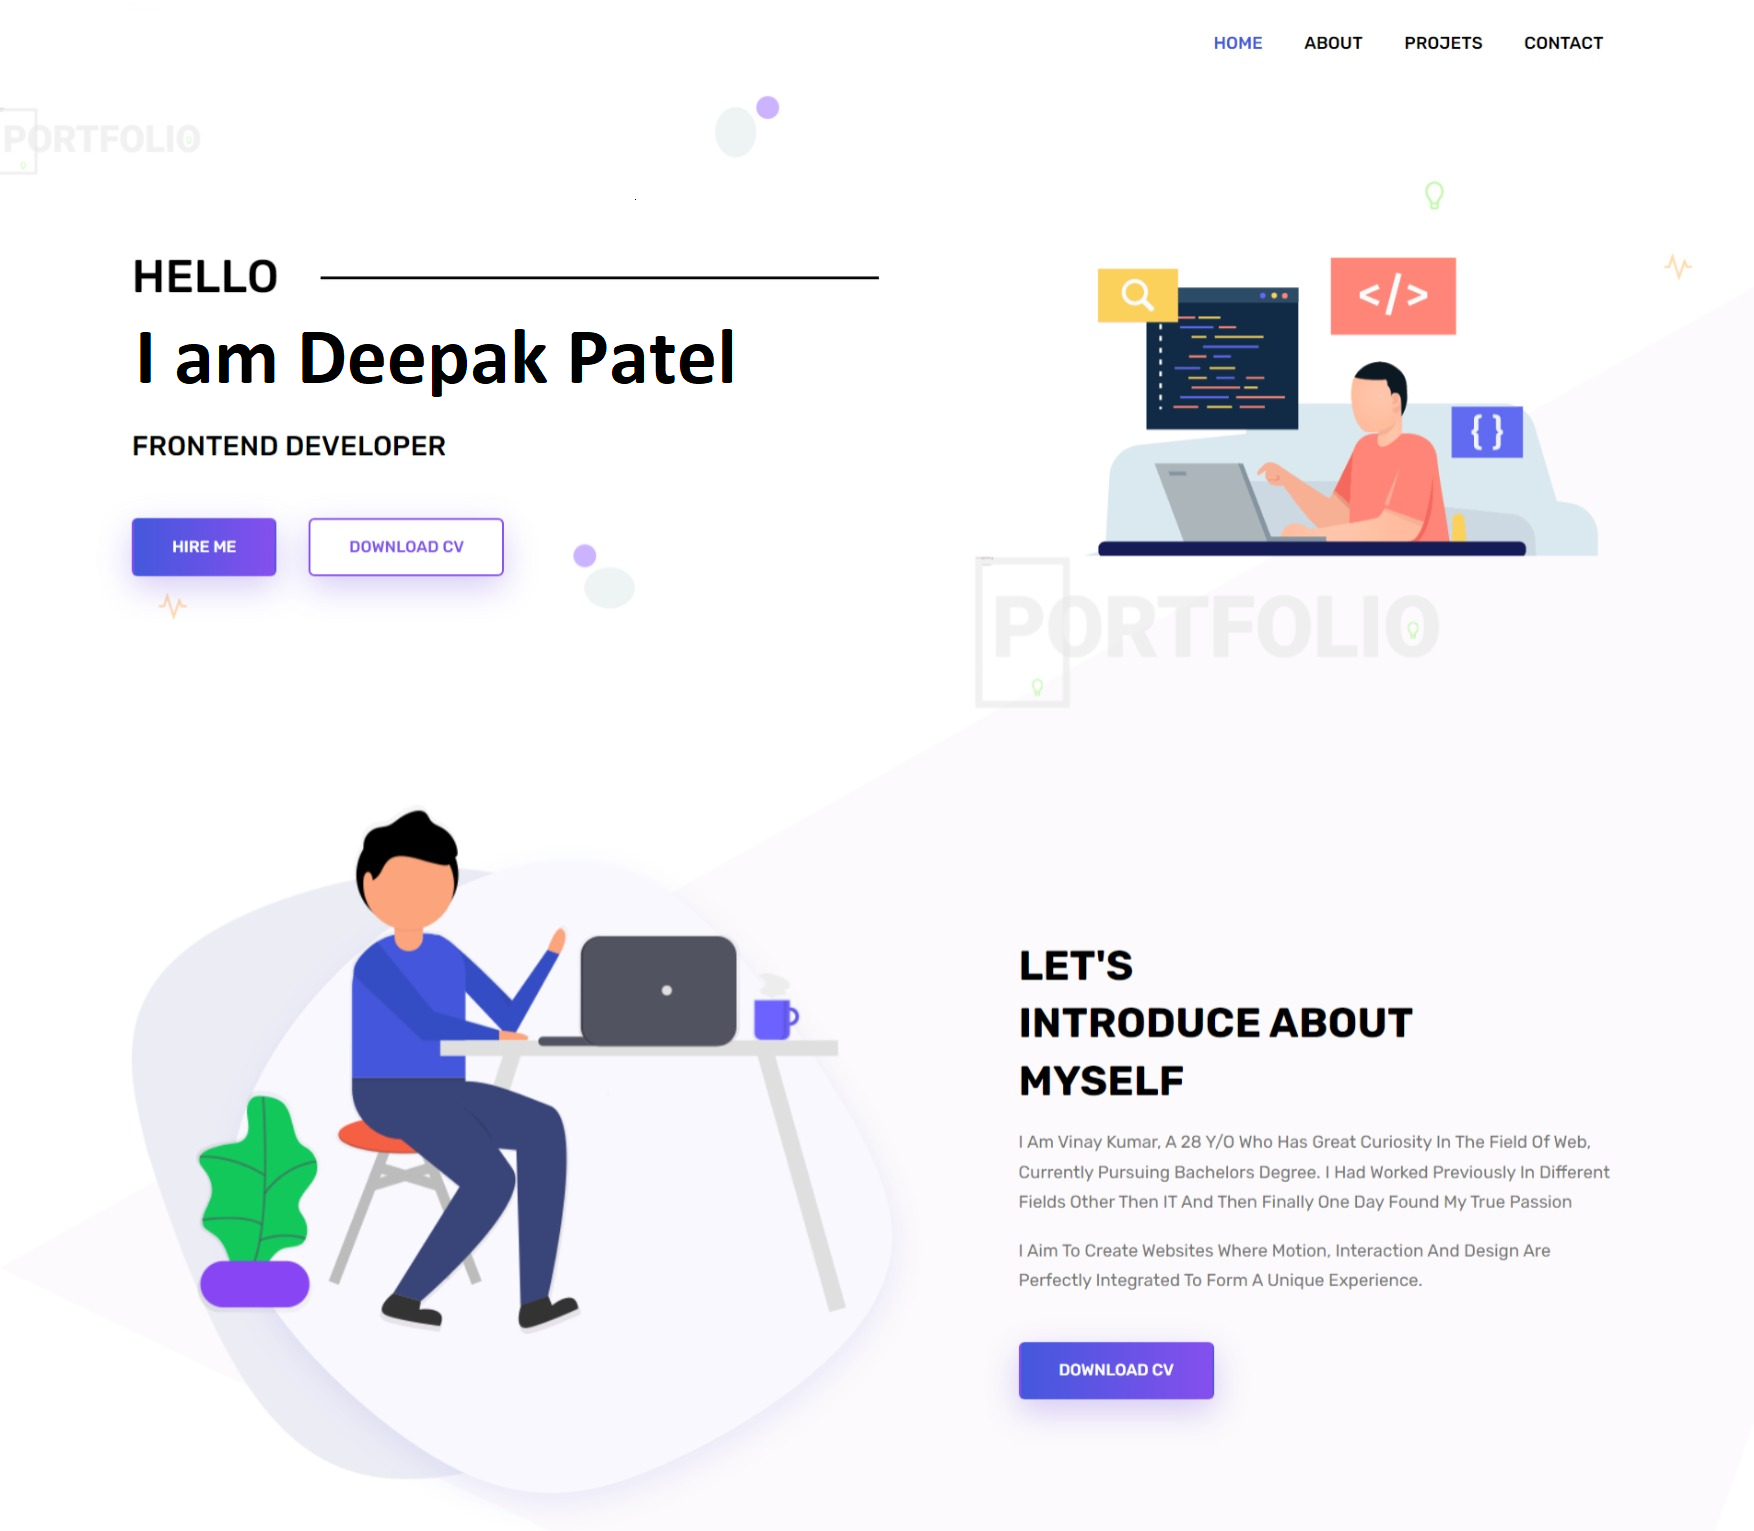 HOME ABOUT PROJETS CONTACT
PORTFOLIO
HELLO
I am Deepak Patel
FRONTEND DEVELOPER
HIRE ME DOWNLOAD CV
</>
{ }
PORTFOLIO
LET'S
INTRODUCE ABOUT
MYSELF
I Am Vinay Kumar, A 28 Y/O Who Has Great Curiosity In The Field Of Web,
Currently Pursuing Bachelors Degree. I Had Worked Previously In Different
Fields Other Then IT And Then Finally One Day Found My True Passion
I Aim To Create Websites Where Motion, Interaction And Design Are
Perfectly Integrated To Form A Unique Experience.
DOWNLOAD CV